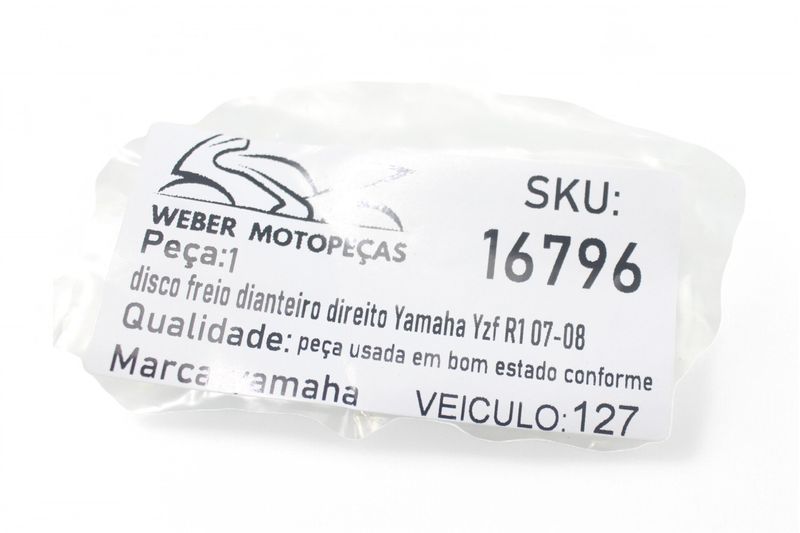 WEBER MOTOPEÇAS
SKU:
16796
Peça:1
disco freio dianteiro direito Yamaha Yzf R1 07-08
Qualidade: peça usada em bom estado conforme
Marca: yamaha
VEICULO: 127